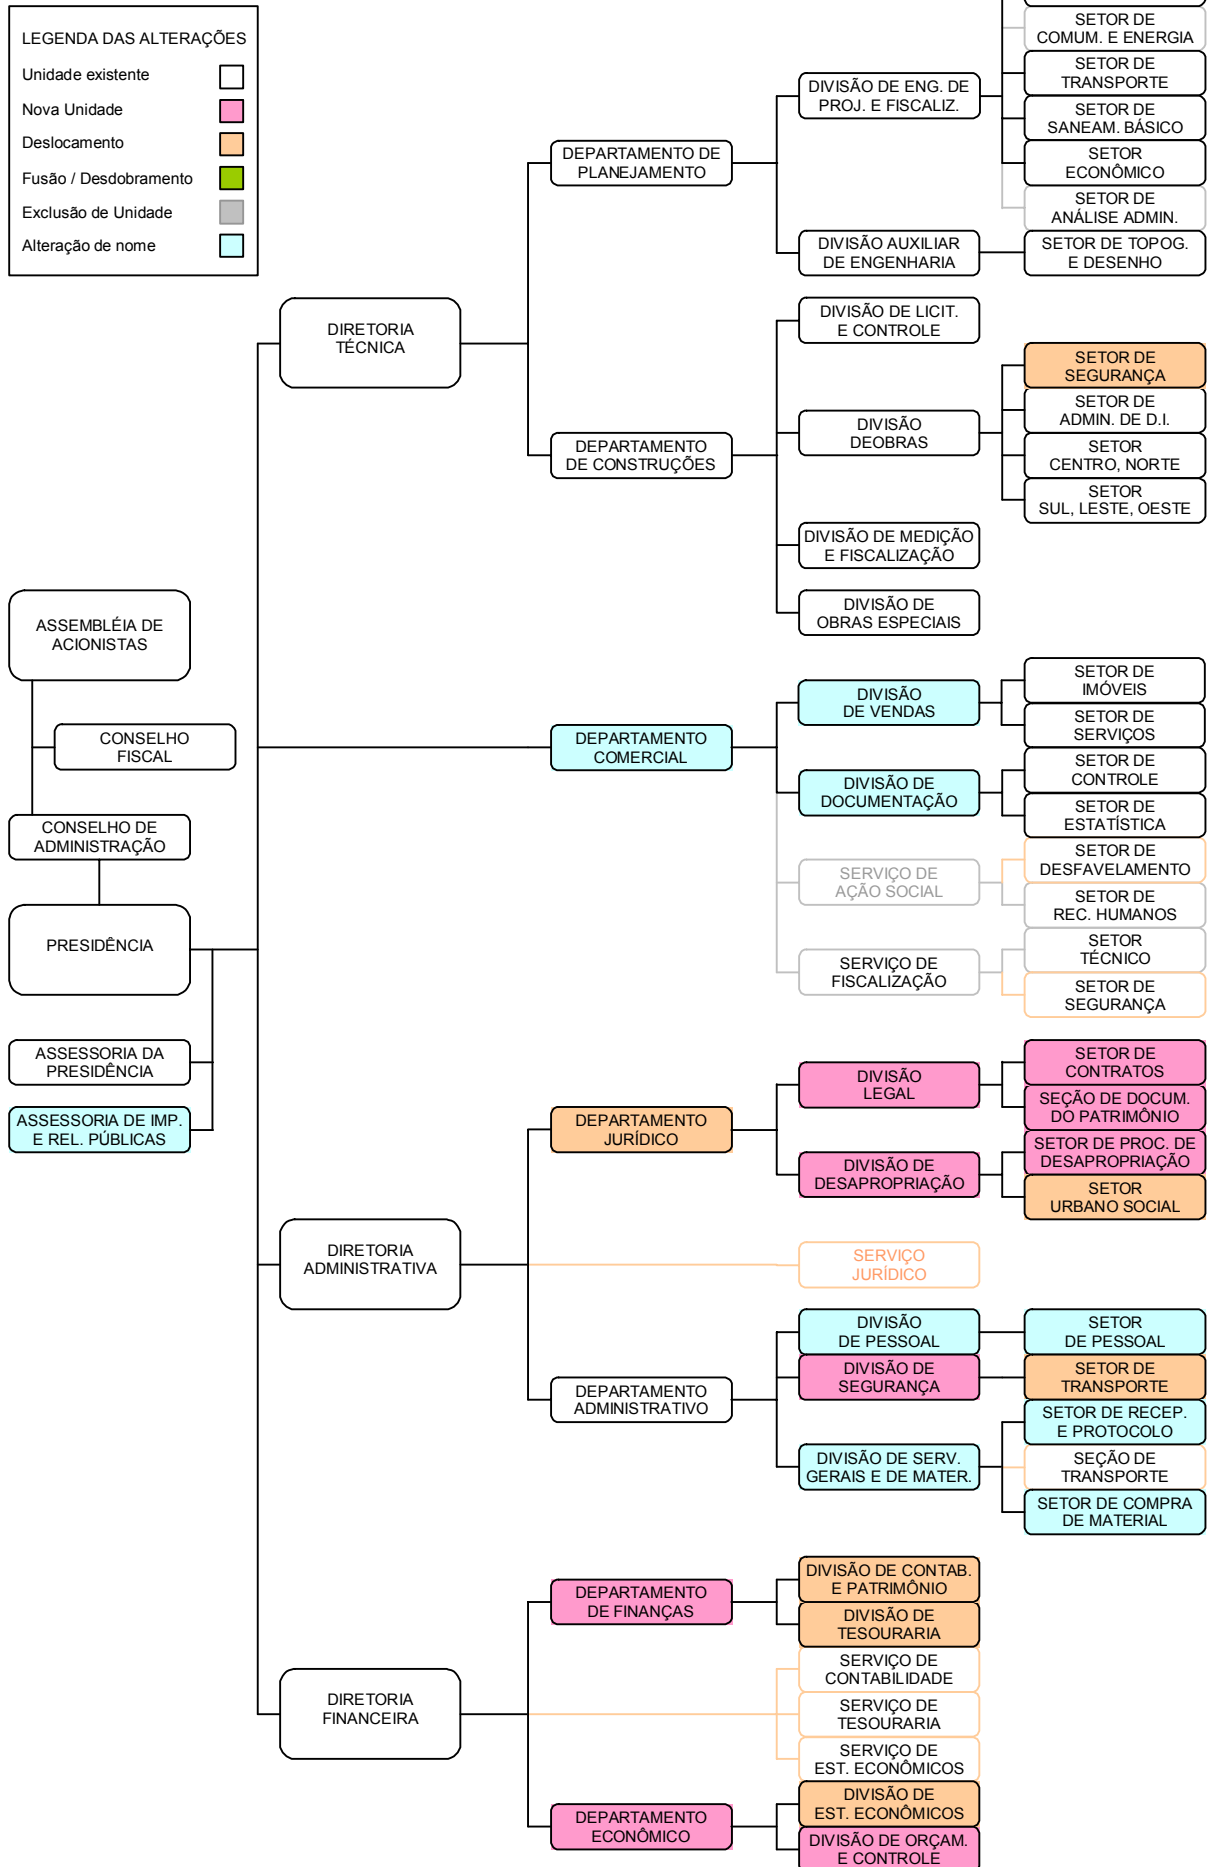 LEGENDA DAS ALTERAÇÕES
Unidade existente
Nova Unidade
Deslocamento
Fusão / Desdobramento
Exclusão de Unidade
Alteração de nome
ASSEMBLÉIA DE
ACIONISTAS
CONSELHO
FISCAL
CONSELHO DE
ADMINISTRAÇÃO
PRESIDÊNCIA
ASSESSORIA DA
PRESIDÊNCIA
ASSESSORIA DE IMP.
E REL. PÚBLICAS
DIRETORIA
TÉCNICA
DEPARTAMENTO DE
PLANEJAMENTO
DIVISÃO DE ENG. DE
PROJ. E FISCALIZ.
SETOR DE
COMUM. E ENERGIA
SETOR DE
TRANSPORTE
SETOR DE
SANEAM. BÁSICO
SETOR
ECONÔMICO
SETOR DE
ANÁLISE ADMIN.
DIVISÃO AUXILIAR
DE ENGENHARIA
SETOR DE TOPOG.
E DESENHO
DEPARTAMENTO
DE CONSTRUÇÕES
DIVISÃO DE LICIT.
E CONTROLE
DIVISÃO
DEOBRAS
SETOR DE
SEGURANÇA
SETOR DE
ADMIN. DE D.I.
SETOR
CENTRO, NORTE
SETOR
SUL, LESTE, OESTE
DIVISÃO DE MEDIÇÃO
E FISCALIZAÇÃO
DIVISÃO DE
OBRAS ESPECIAIS
DEPARTAMENTO
COMERCIAL
DIVISÃO
DE VENDAS
SETOR DE
IMÓVEIS
SETOR DE
SERVIÇOS
DIVISÃO DE
DOCUMENTAÇÃO
SETOR DE
CONTROLE
SETOR DE
ESTATÍSTICA
SERVIÇO DE
AÇÃO SOCIAL
SETOR DE
DESFAVELAMENTO
SETOR DE
REC. HUMANOS
SERVIÇO DE
FISCALIZAÇÃO
SETOR
TÉCNICO
SETOR DE
SEGURANÇA
DIRETORIA
ADMINISTRATIVA
DEPARTAMENTO
JURÍDICO
DIVISÃO
LEGAL
SETOR DE
CONTRATOS
SEÇÃO DE DOCUM.
DO PATRIMÔNIO
DIVISÃO DE
DESAPROPRIAÇÃO
SETOR DE PROC. DE
DESAPROPRIAÇÃO
SETOR
URBANO SOCIAL
SERVIÇO
JURÍDICO
DEPARTAMENTO
ADMINISTRATIVO
DIVISÃO
DE PESSOAL
SETOR
DE PESSOAL
DIVISÃO DE
SEGURANÇA
SETOR DE
TRANSPORTE
DIVISÃO DE SERV.
GERAIS E DE MATER.
SETOR DE RECEP.
E PROTOCOLO
SEÇÃO DE
TRANSPORTE
SETOR DE COMPRA
DE MATERIAL
DIRETORIA
FINANCEIRA
DEPARTAMENTO
DE FINANÇAS
DIVISÃO DE CONTAB.
E PATRIMÔNIO
DIVISÃO DE
TESOURARIA
SERVIÇO DE
CONTABILIDADE
SERVIÇO DE
TESOURARIA
SERVIÇO DE
EST. ECONÔMICOS
DEPARTAMENTO
ECONÔMICO
DIVISÃO DE
EST. ECONÔMICOS
DIVISÃO DE ORÇAM.
E CONTROLE